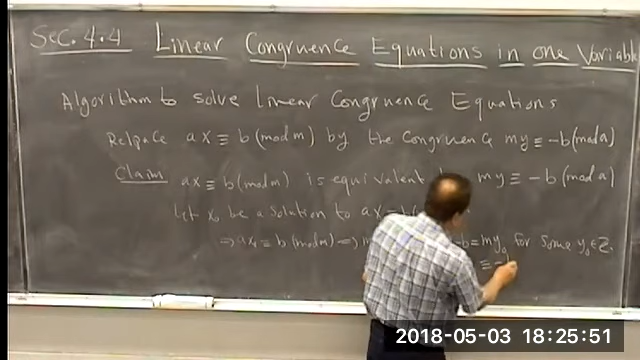 Sec. 4.4 Linear Congruence Equations in one Variable
Algorithm to solve Linear Congruence Equations
Relpace ax ≡ b (mod m) by the Congruence my ≡ -b (mod a)
Claim ax ≡ b (mod m) is equivalent my ≡ -b (mod a)
Let x₀ be a solution to ax
⇒ ax₀ ≡ b (mod m) ⇒ -b = my₀ for some y₀ ∈ Z.
≡ -b
2018-05-03 18:25:51